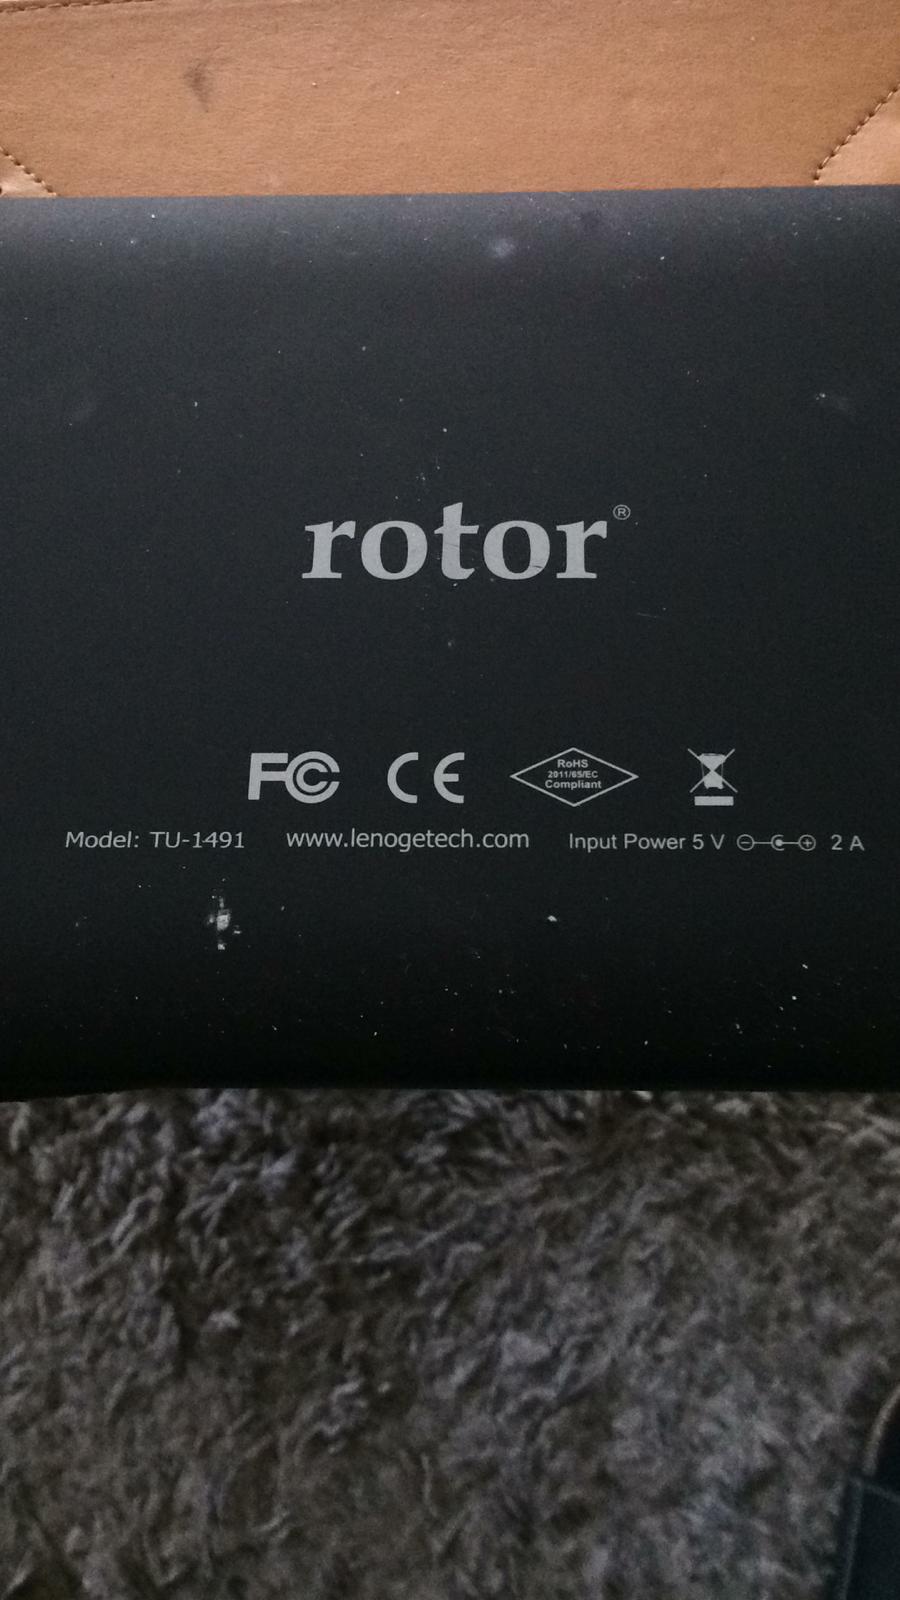 rotor®
FC CE RoHS
2011/65/EC
Compliant
Model: TU-1491 www.lenogetech.com Input Power 5 V 2 A